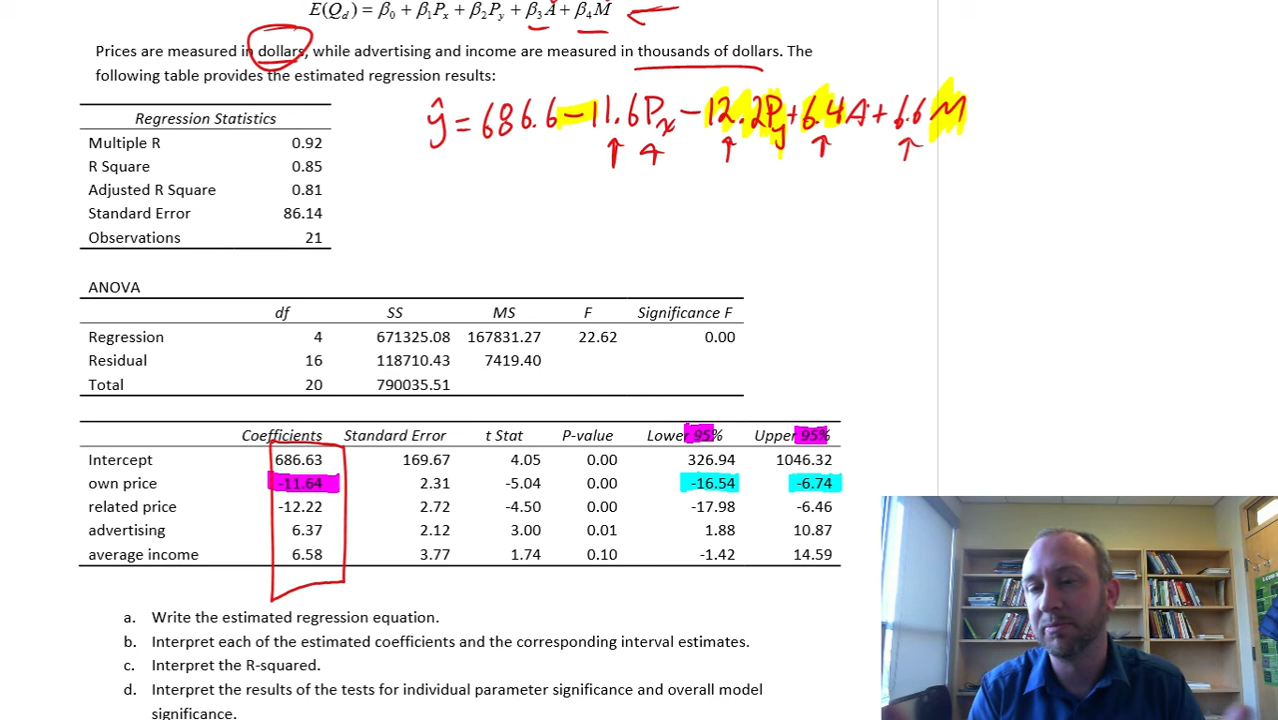 E(Q_d) = β₀ + β₁Pₓ + β₂P_y + β₃A + β₄M
Prices are measured in dollars, while advertising and income are measured in thousands of dollars. The
following table provides the estimated regression results:
ŷ = 686.6 − 11.6Pₓ − 12.2P_y + 6.4A + 6.6M
Regression Statistics
Multiple R 0.92
R Square 0.85
Adjusted R Square 0.81
Standard Error 86.14
Observations 21
ANOVA
df SS MS F Significance F
Regression 4 671325.08 167831.27 22.62 0.00
Residual 16 118710.43 7419.40
Total 20 790035.51
Coefficients Standard Error t Stat P-value Lower 95% Upper 95%
Intercept 686.63 169.67 4.05 0.00 326.94 1046.32
own price -11.64 2.31 -5.04 0.00 -16.54 -6.74
related price -12.22 2.72 -4.50 0.00 -17.98 -6.46
advertising 6.37 2.12 3.00 0.01 1.88 10.87
average income 6.58 3.77 1.74 0.10 -1.42 14.59
a. Write the estimated regression equation.
b. Interpret each of the estimated coefficients and the corresponding interval estimates.
c. Interpret the R-squared.
d. Interpret the results of the tests for individual parameter significance and overall model
significance.